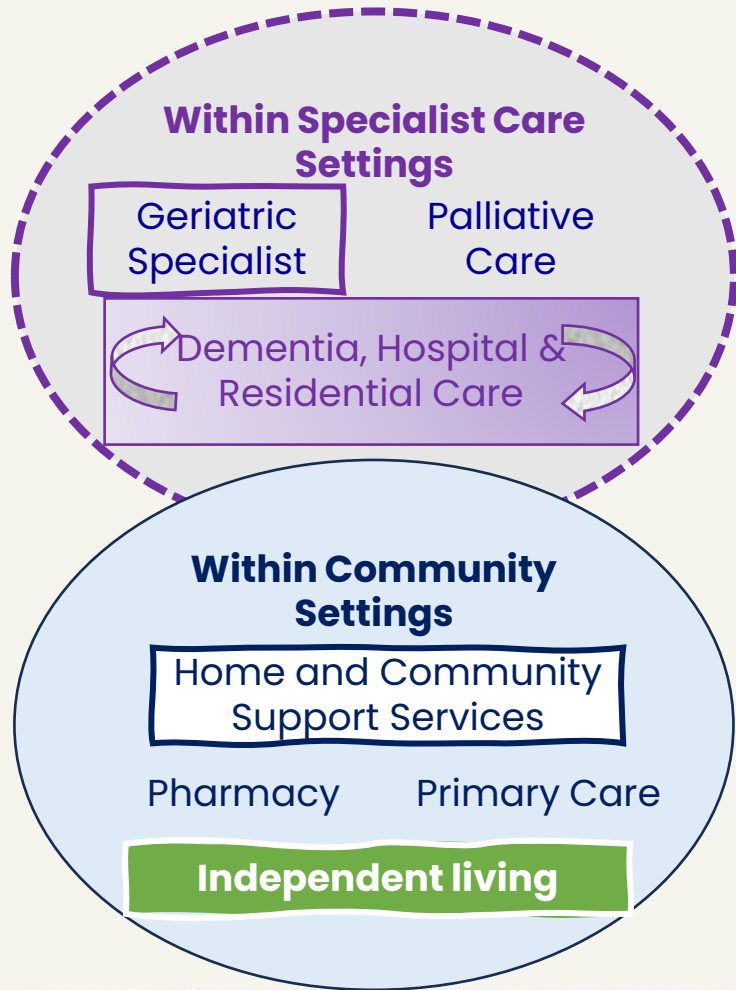 Within Specialist Care
Settings
Geriatric
Specialist
Palliative
Care
Dementia, Hospital &
Residential Care
Within Community
Settings
Home and Community
Support Services
Pharmacy
Primary Care
Independent living